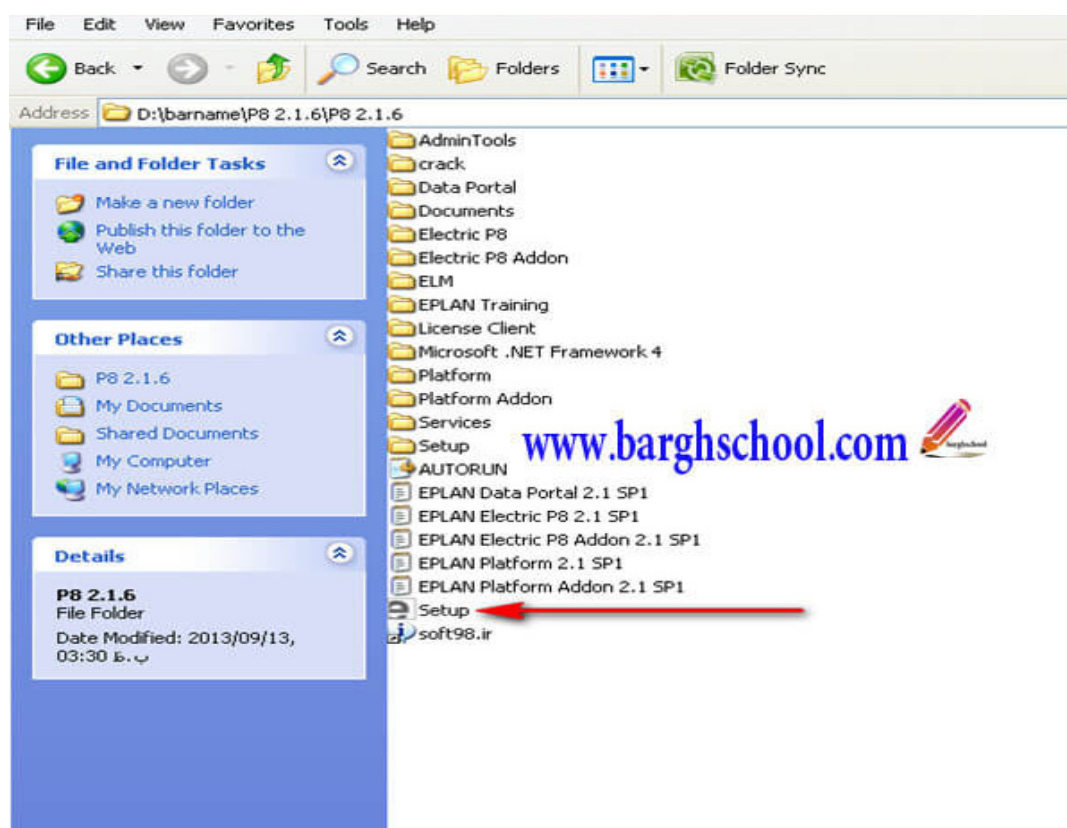 File Edit View Favorites Tools Help
Back Search Folders Folder Sync
Address D:\barname\P8 2.1.6\P8 2.1.6
File and Folder Tasks
Make a new folder
Publish this folder to the
Web
Share this folder
Other Places
P8 2.1.6
My Documents
Shared Documents
My Computer
My Network Places
Details
P8 2.1.6
File Folder
Date Modified: 2013/09/13,
03:30 ب.ظ
AdminTools
crack
Data Portal
Documents
Electric P8
Electric P8 Addon
ELM
EPLAN Training
License Client
Microsoft .NET Framework 4
Platform
Platform Addon
Services
Setup
AUTORUN
EPLAN Data Portal 2.1 SP1
EPLAN Electric P8 2.1 SP1
EPLAN Electric P8 Addon 2.1 SP1
EPLAN Platform 2.1 SP1
EPLAN Platform Addon 2.1 SP1
Setup
soft98.ir
www.barghschool.com
barghschool